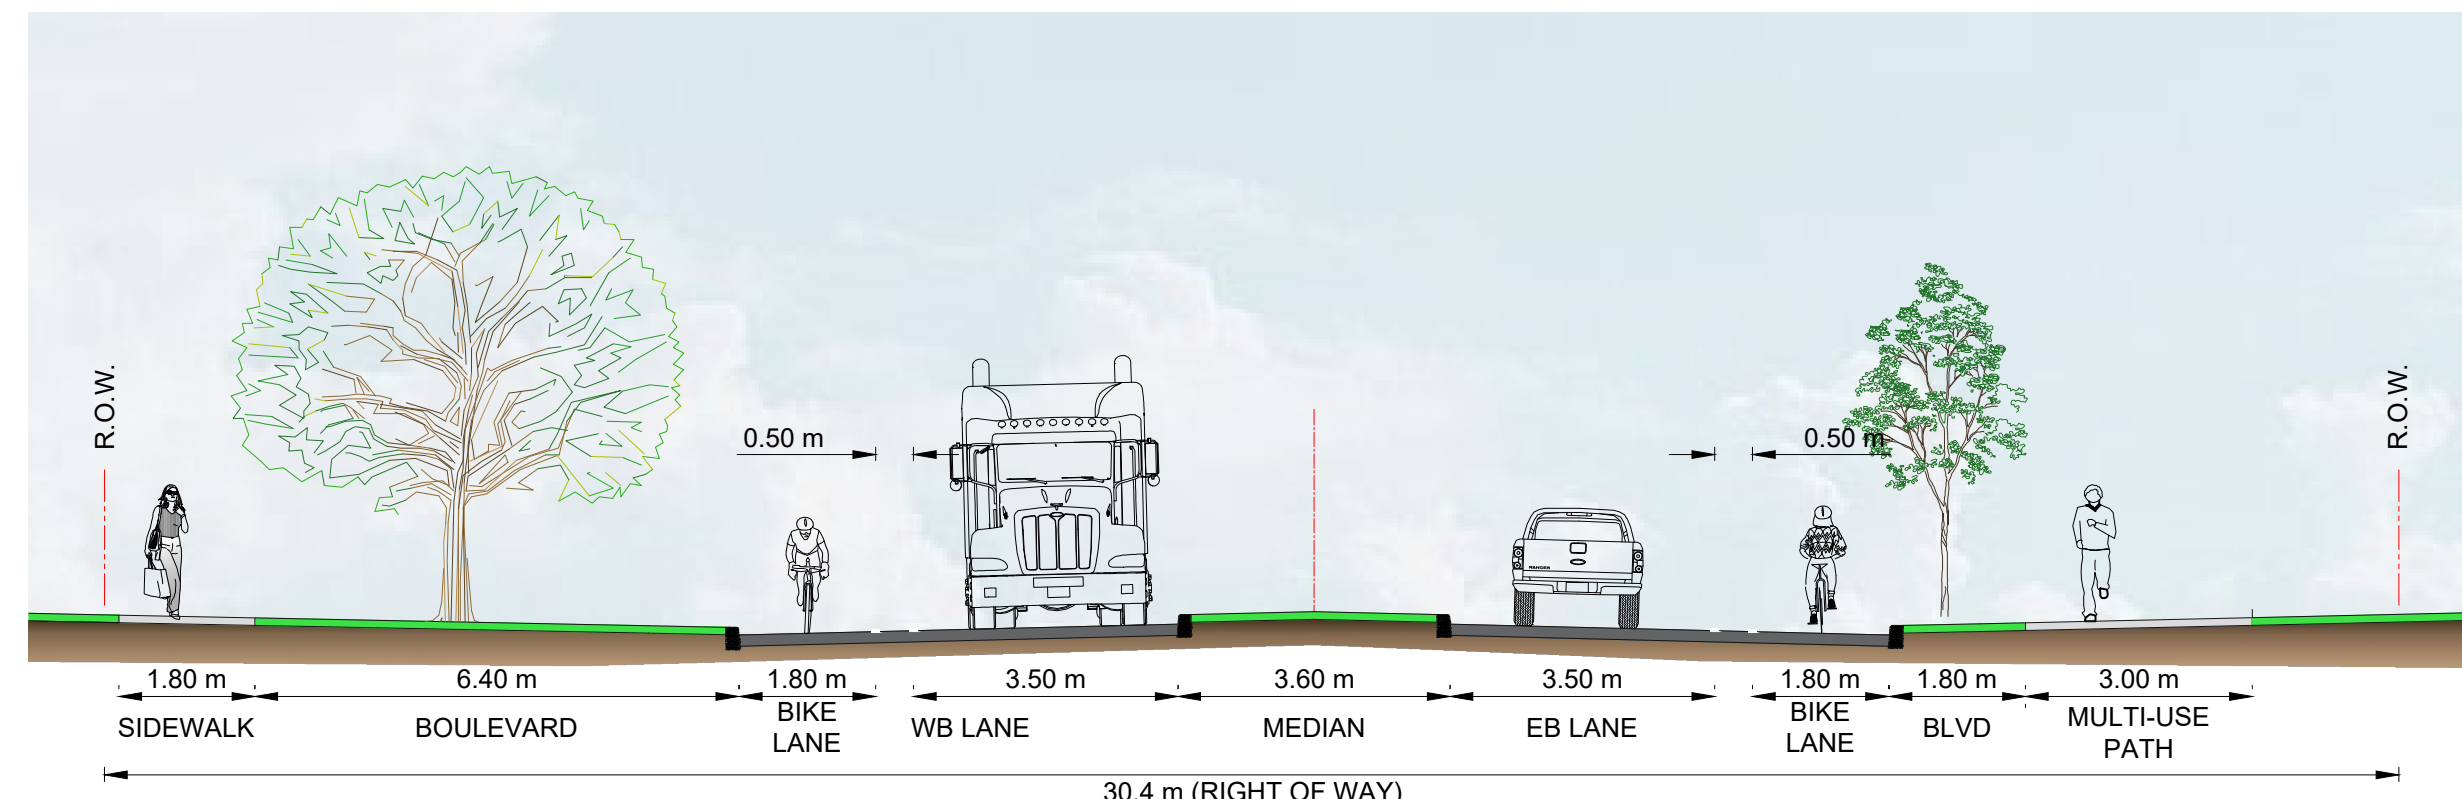 R.O.W.
R.O.W.
0.50 m
0.50 m
RANGER
1.80 m
6.40 m
1.80 m
3.50 m
3.60 m
3.50 m
1.80 m
1.80 m
3.00 m
SIDEWALK
BOULEVARD
BIKE
LANE
WB LANE
MEDIAN
EB LANE
BIKE
LANE
BLVD
MULTI-USE
PATH
30.4 m (RIGHT OF WAY)